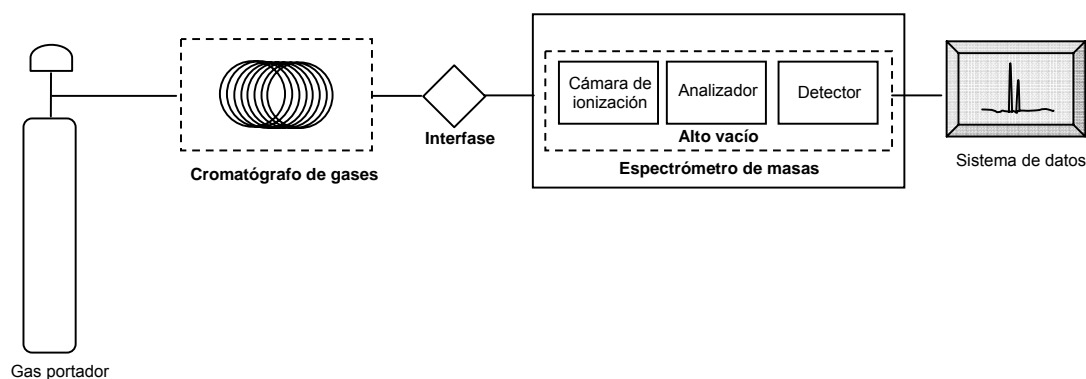 Cámara de
ionización
Analizador
Detector
Alto vacío
Interfase
Cromatógrafo de gases
Espectrómetro de masas
Sistema de datos
Gas portador